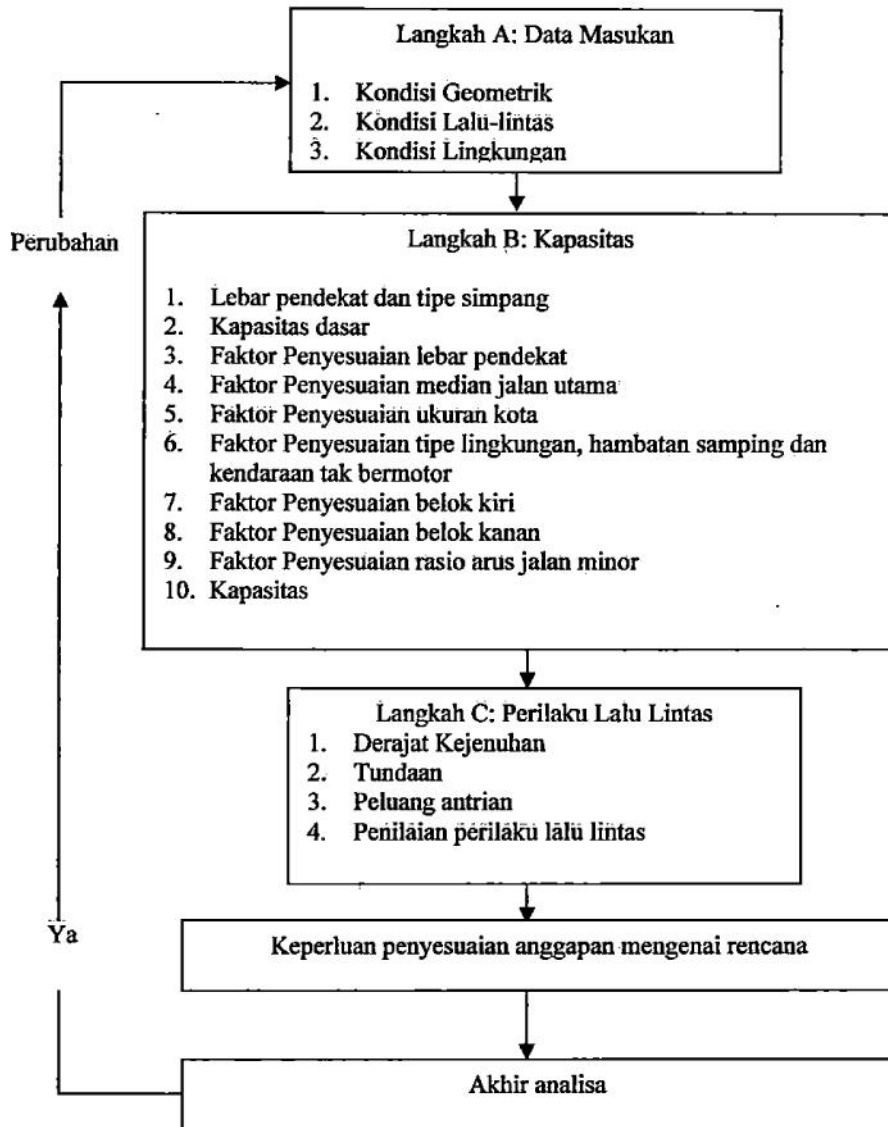 Langkah A: Data Masukan
1. Kondisi Geometrik
2. Kondisi Lalu-lintas
3. Kondisi Lingkungan
Perubahan
Langkah B: Kapasitas
1. Lebar pendekat dan tipe simpang
2. Kapasitas dasar
3. Faktor Penyesuaian lebar pendekat
4. Faktor Penyesuaian median jalan utama
5. Faktor Penyesuaian ukuran kota
6. Faktor Penyesuaian tipe lingkungan, hambatan samping dan
kendaraan tak bermotor
7. Faktor Penyesuaian belok kiri
8. Faktor Penyesuaian belok kanan
9. Faktor Penyesuaian rasio arus jalan minor
10. Kapasitas
Langkah C: Perilaku Lalu Lintas
1. Derajat Kejenuhan
2. Tundaan
3. Peluang antrian
4. Penilaian perilaku lalu lintas
Ya
Keperluan penyesuaian anggapan mengenai rencana
Akhir analisa